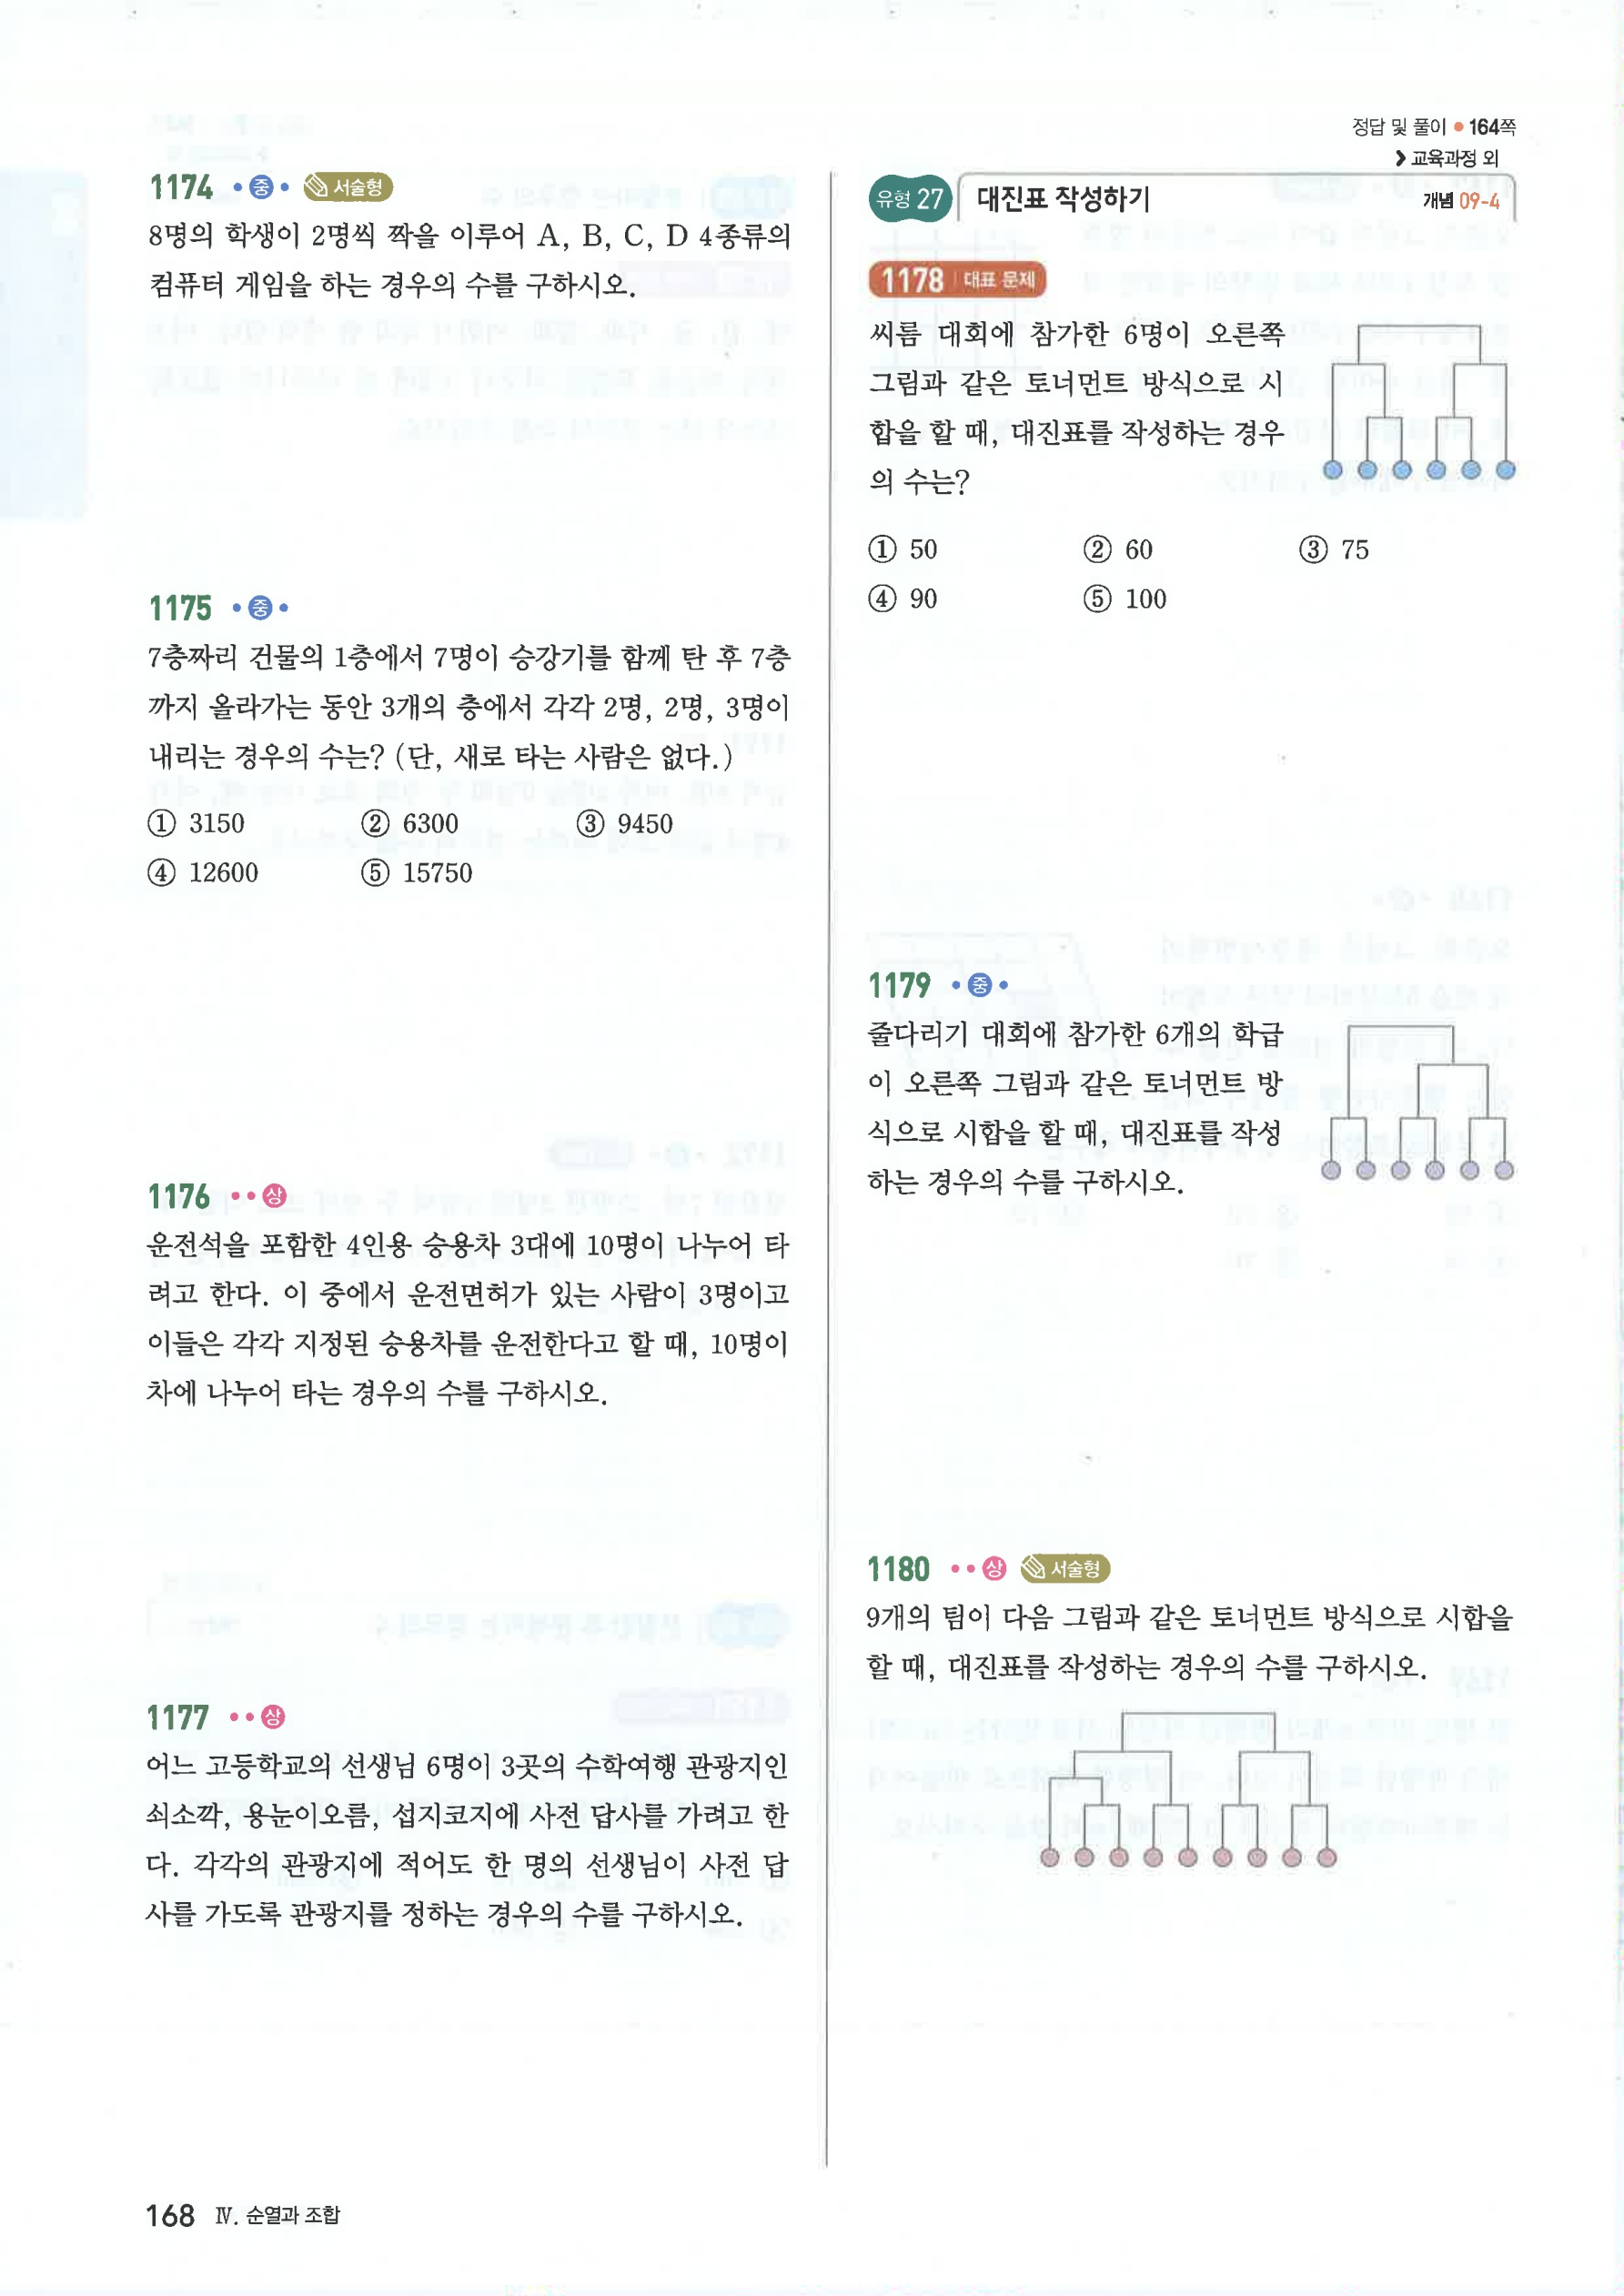 정답 및 풀이 • 164쪽
❯ 교육과정 외
1174 •중• 서술형
8명의 학생이 2명씩 짝을 이루어 A, B, C, D 4종류의
컴퓨터 게임을 하는 경우의 수를 구하시오.
1175 •중•
7층짜리 건물의 1층에서 7명이 승강기를 함께 탄 후 7층
까지 올라가는 동안 3개의 층에서 각각 2명, 2명, 3명이
내리는 경우의 수는? (단, 새로 타는 사람은 없다.)
① 3150 ② 6300 ③ 9450
④ 12600 ⑤ 15750
1176 ••상
운전석을 포함한 4인용 승용차 3대에 10명이 나누어 타
려고 한다. 이 중에서 운전면허가 있는 사람이 3명이고
이들은 각각 지정된 승용차를 운전한다고 할 때, 10명이
차에 나누어 타는 경우의 수를 구하시오.
1177 ••상
어느 고등학교의 선생님 6명이 3곳의 수학여행 관광지인
쇠소깍, 용눈이오름, 섭지코지에 사전 답사를 가려고 한
다. 각각의 관광지에 적어도 한 명의 선생님이 사전 답
사를 가도록 관광지를 정하는 경우의 수를 구하시오.
유형 27 대진표 작성하기 개념 09-4
1178 대표 문제
씨름 대회에 참가한 6명이 오른쪽
그림과 같은 토너먼트 방식으로 시
합을 할 때, 대진표를 작성하는 경우
의 수는?
① 50 ② 60 ③ 75
④ 90 ⑤ 100
1179 •중•
줄다리기 대회에 참가한 6개의 학급
이 오른쪽 그림과 같은 토너먼트 방
식으로 시합을 할 때, 대진표를 작성
하는 경우의 수를 구하시오.
1180 ••상 서술형
9개의 팀이 다음 그림과 같은 토너먼트 방식으로 시합을
할 때, 대진표를 작성하는 경우의 수를 구하시오.
168 Ⅳ. 순열과 조합